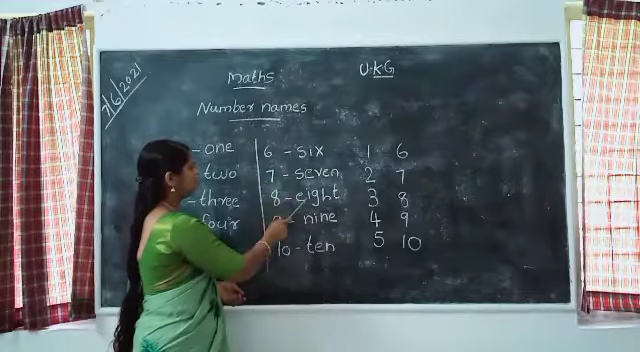 7/6/2021
Maths U.K.G
Number names
- one 6 - six 1 6
- two 7 - seven 2 7
- three 8 - eight 3 8
- four - nine 4 9
10 - ten 5 10